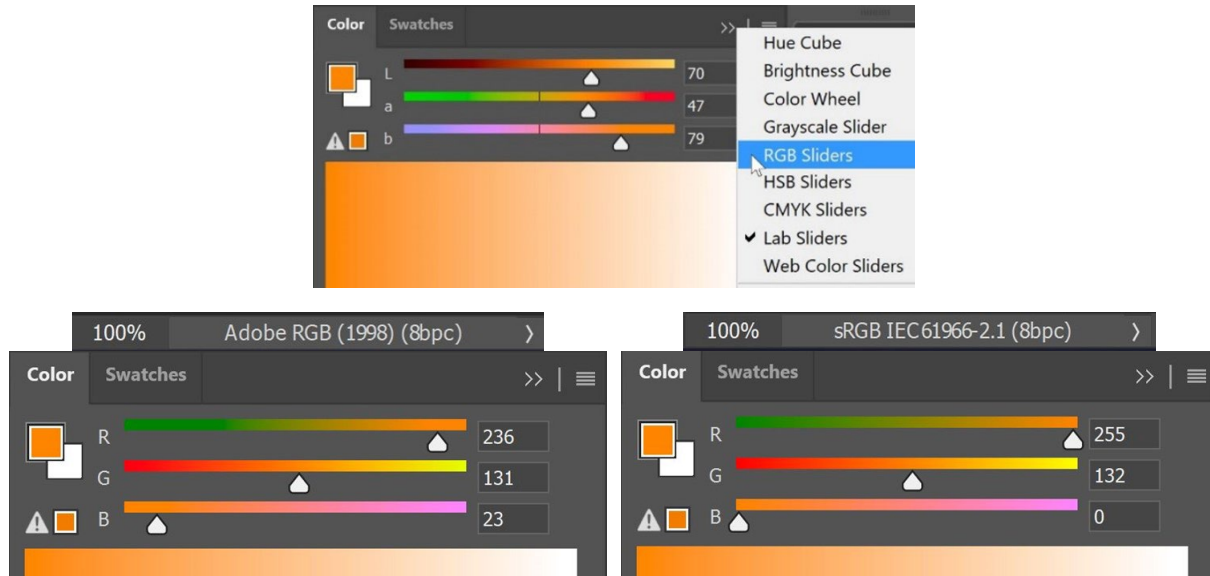 Color Swatches
L 70
a 47
b 79
Hue Cube
Brightness Cube
Color Wheel
Grayscale Slider
RGB Sliders
HSB Sliders
CMYK Sliders
Lab Sliders
Web Color Sliders
100% Adobe RGB (1998) (8bpc)
Color Swatches
R 236
G 131
B 23
100% sRGB IEC61966-2.1 (8bpc)
Color Swatches
R 255
G 132
B 0